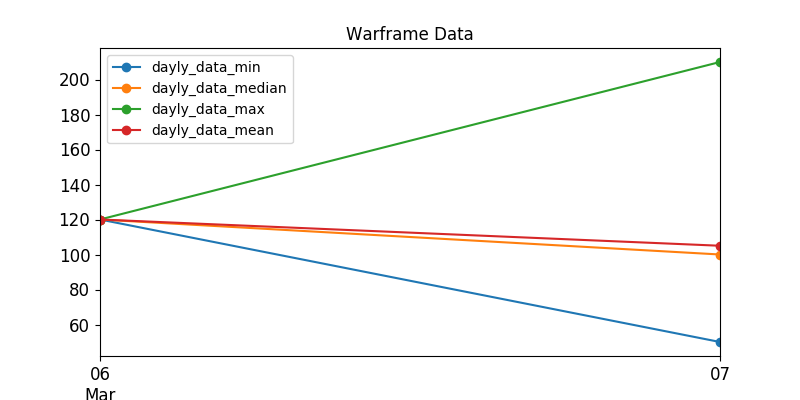 Warframe Data
dayly_data_min
dayly_data_median
dayly_data_max
dayly_data_mean
200
180
160
140
120
100
80
60
06
07
Mar